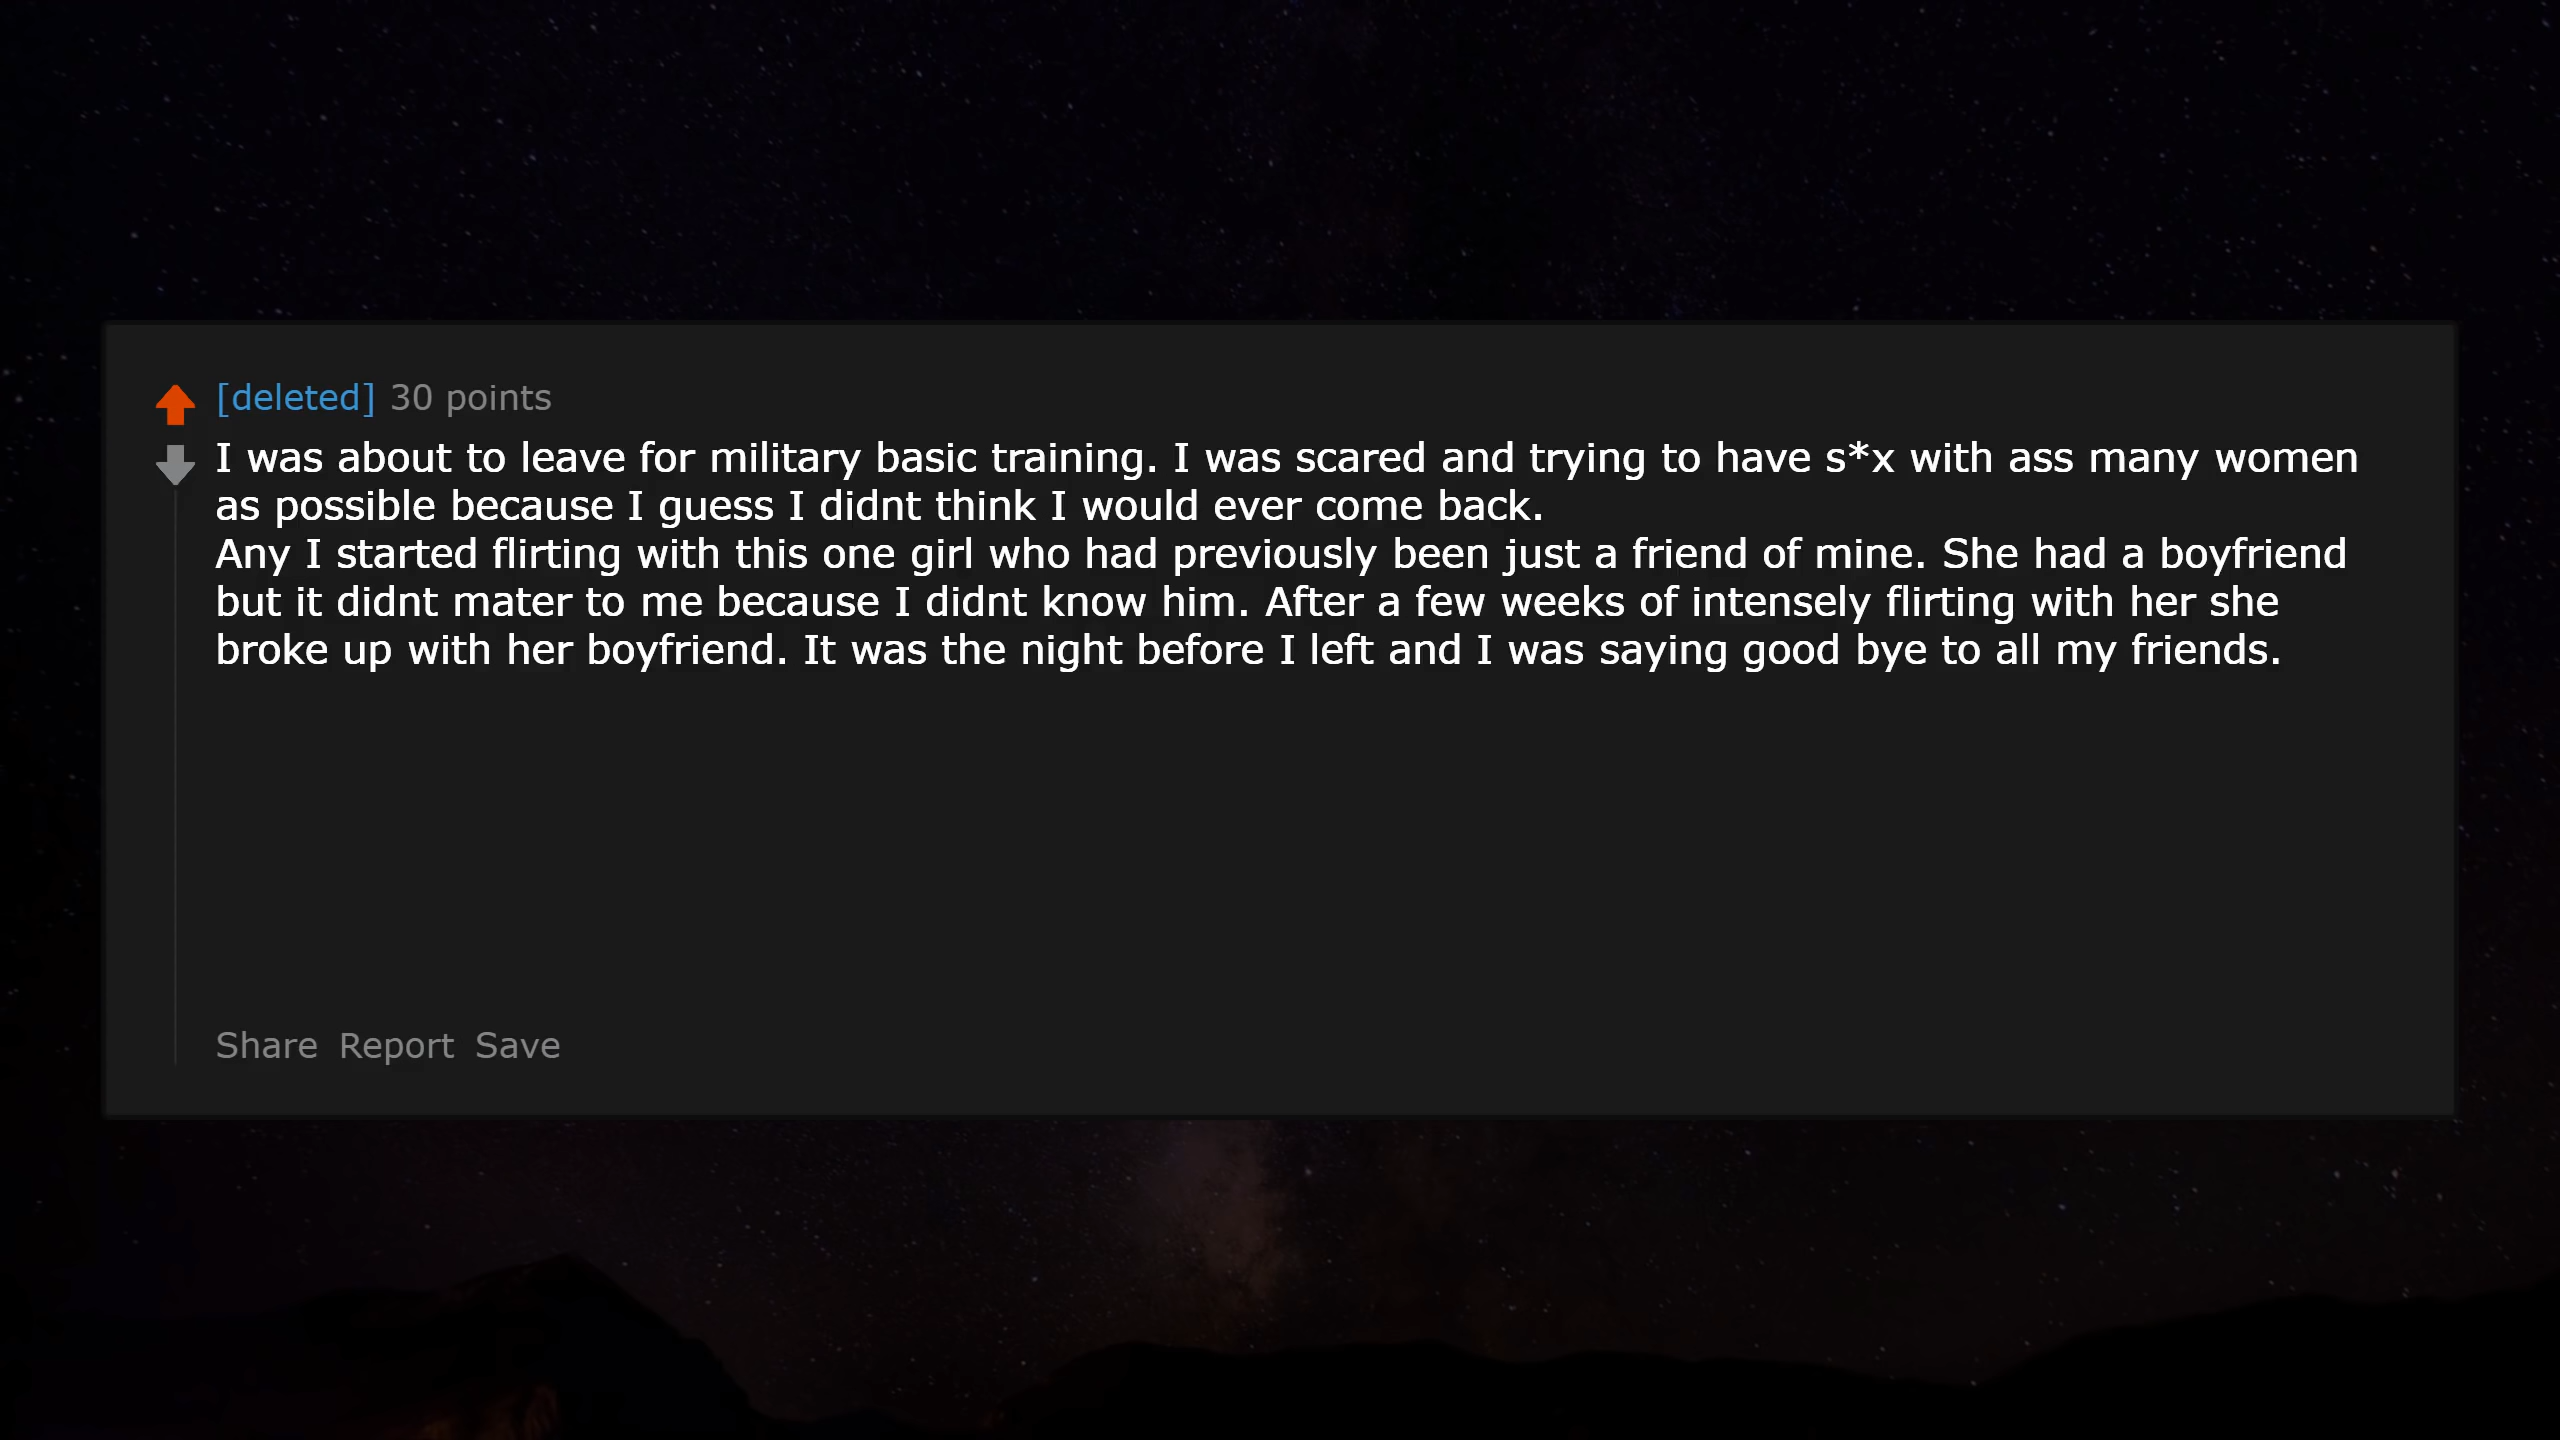 [deleted] 30 points
I was about to leave for military basic training. I was scared and trying to have s*x with ass many women
as possible because I guess I didnt think I would ever come back.
Any I started flirting with this one girl who had previously been just a friend of mine. She had a boyfriend
but it didnt mater to me because I didnt know him. After a few weeks of intensely flirting with her she
broke up with her boyfriend. It was the night before I left and I was saying good bye to all my friends.
Share Report Save